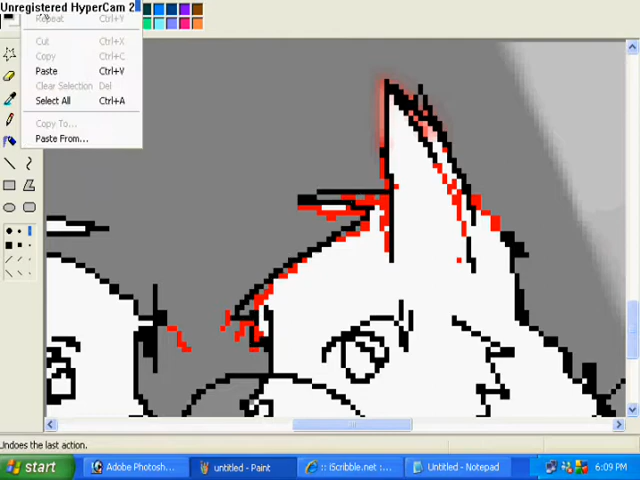 Unregistered HyperCam 2
Repeat Ctrl+Y
Cut Ctrl+X
Copy Ctrl+C
Paste Ctrl+V
Clear Selection Del
Select All Ctrl+A
Copy To...
Paste From...
Undoes the last action.
start
Adobe Photosh...
untitled - Paint
:: iScribble.net :: ...
Untitled - Notepad
6:09 PM